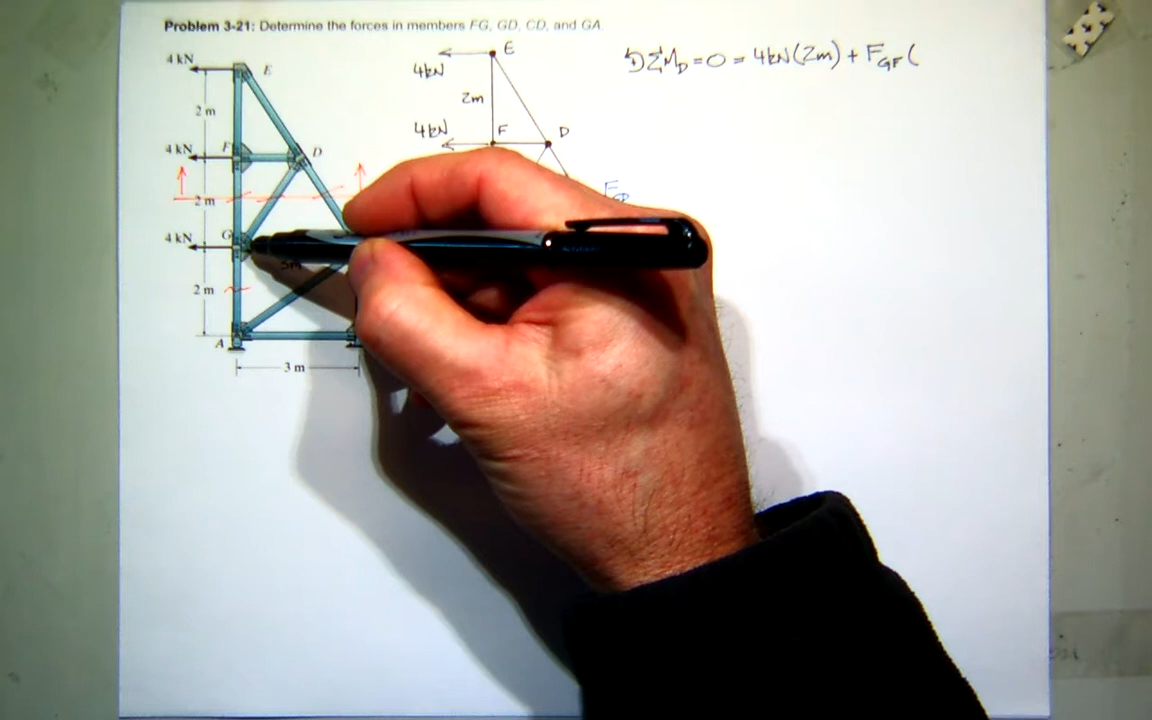 Problem 3-21: Determine the forces in members FG, GD, CD, and GA.
4 kN E
2 m
4 kN F D
2 m
4 kN G
3m
2 m
A
3 m
E
4kN
2m
4kN F D
ΣM_D = 0 = 4kN(2m) + F_GF (